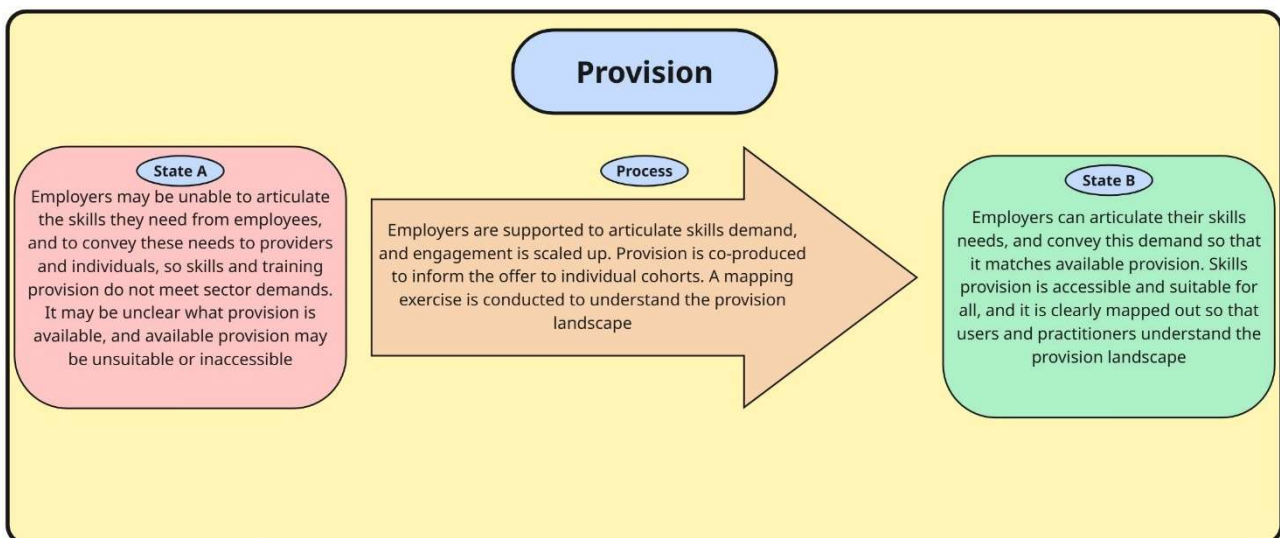 Provision
State A
Employers may be unable to articulate
the skills they need from employees,
and to convey these needs to providers
and individuals, so skills and training
provision do not meet sector demands.
It may be unclear what provision is
available, and available provision may
be unsuitable or inaccessible
Process
Employers are supported to articulate skills demand,
and engagement is scaled up. Provision is co-produced
to inform the offer to individual cohorts. A mapping
exercise is conducted to understand the provision
landscape
State B
Employers can articulate their skills
needs, and convey this demand so that
it matches available provision. Skills
provision is accessible and suitable for
all, and it is clearly mapped out so that
users and practitioners understand the
provision landscape